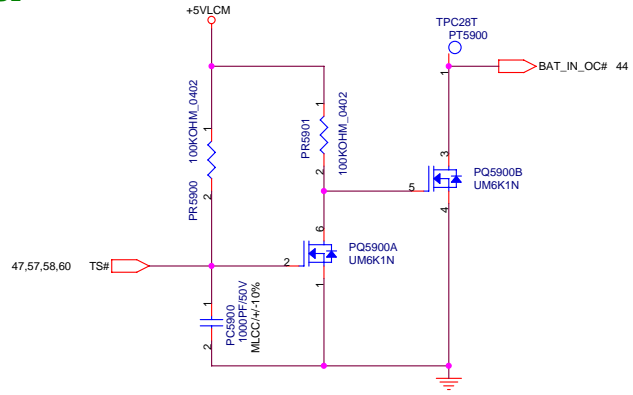 +5VLCM
TPC28T
PT5900
1
BAT_IN_OC# 44
1
PR5900
100KOHM_0402
2
1
PR5901
100KOHM_0402
2
3
5
PQ5900B
UM6K1N
4
6
2
PQ5900A
UM6K1N
1
47,57,58,60 TS#
1
PC5900
1000PF/50V
MLCC/+/-10%
2